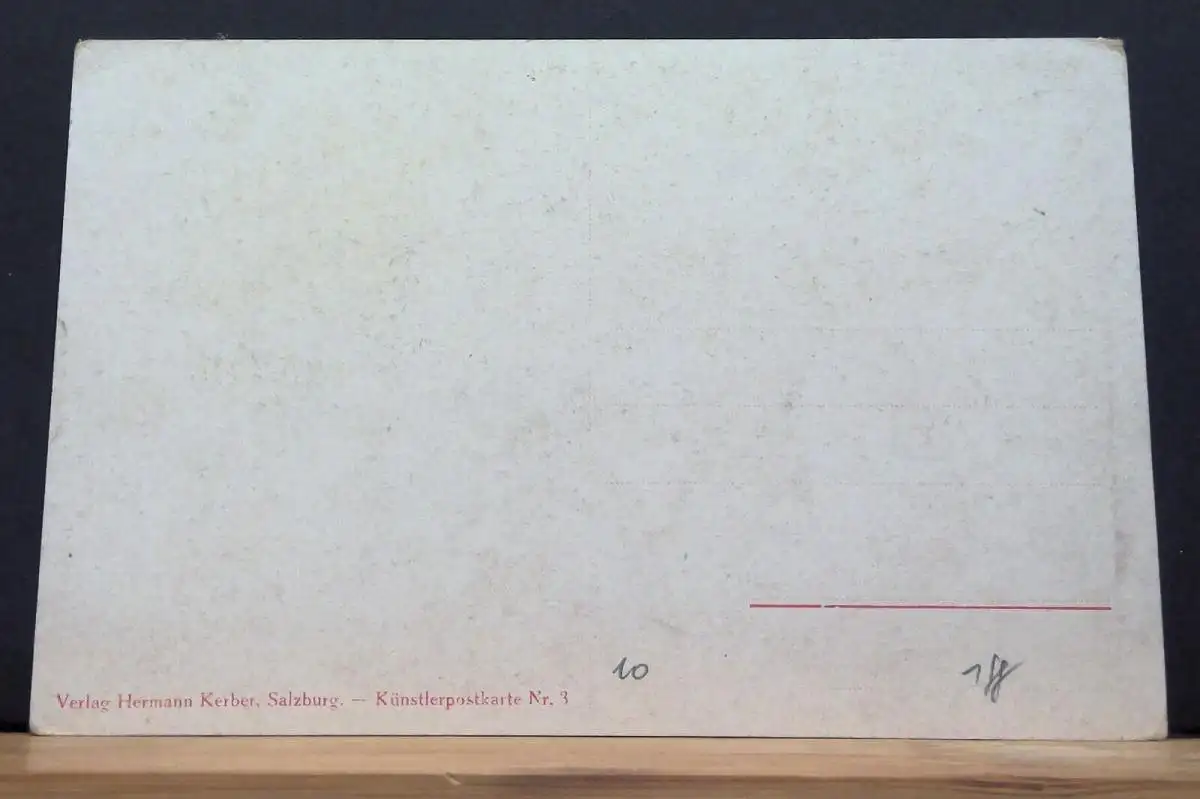 10
Verlag Hermann Kerber, Salzburg. — Künstlerpostkarte Nr. 3